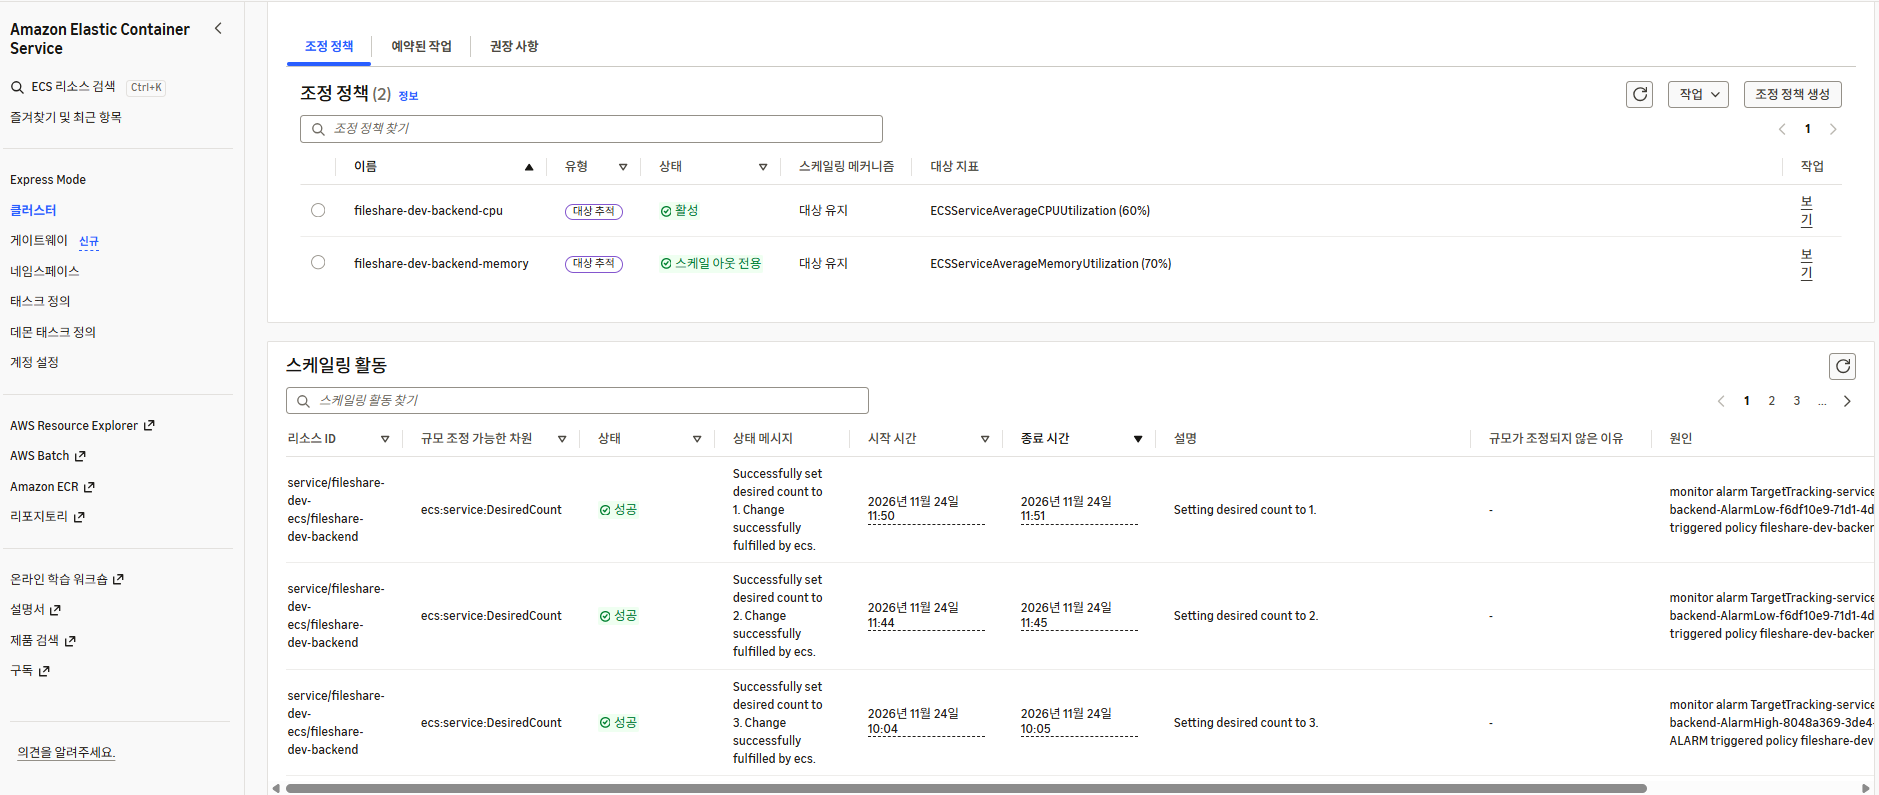 Amazon Elastic Container
Service
ECS 리소스 검색 Ctrl+K
즐겨찾기 및 최근 항목
Express Mode
클러스터
게이트웨이 신규
네임스페이스
태스크 정의
데몬 태스크 정의
계정 설정
AWS Resource Explorer
AWS Batch
Amazon ECR
리포지토리
온라인 학습 워크숍
설명서
제품 검색
구독
의견을 알려주세요.
조정 정책 예약된 작업 권장 사항
조정 정책 (2) 정보
작업 조정 정책 생성
조정 정책 찾기
1
이름 유형 상태 스케일링 메커니즘 대상 지표 작업
fileshare-dev-backend-cpu 대상 추적 활성 대상 유지 ECSServiceAverageCPUUtilization (60%) 보
기
fileshare-dev-backend-memory 대상 추적 스케일 아웃 전용 대상 유지 ECSServiceAverageMemoryUtilization (70%) 보
기
스케일링 활동
스케일링 활동 찾기
1 2 3 ...
리소스 ID 규모 조정 가능한 차원 상태 상태 메시지 시작 시간 종료 시간 설명 규모가 조정되지 않은 이유 원인
service/fileshare-
dev-
ecs/fileshare-
dev-backend
ecs:service:DesiredCount
성공
Successfully set
desired count to
1. Change
successfully
fulfilled by ecs.
2026년 11월 24일
11:50
2026년 11월 24일
11:51
Setting desired count to 1.
-
monitor alarm TargetTracking-service
backend-AlarmLow-f6df10e9-71d1-4d
triggered policy fileshare-dev-backen
service/fileshare-
dev-
ecs/fileshare-
dev-backend
ecs:service:DesiredCount
성공
Successfully set
desired count to
2. Change
successfully
fulfilled by ecs.
2026년 11월 24일
11:44
2026년 11월 24일
11:45
Setting desired count to 2.
-
monitor alarm TargetTracking-service
backend-AlarmLow-f6df10e9-71d1-4d
triggered policy fileshare-dev-backen
service/fileshare-
dev-
ecs/fileshare-
dev-backend
ecs:service:DesiredCount
성공
Successfully set
desired count to
3. Change
successfully
fulfilled by ecs.
2026년 11월 24일
10:04
2026년 11월 24일
10:05
Setting desired count to 3.
-
monitor alarm TargetTracking-service
backend-AlarmHigh-8048a369-3de4-
ALARM triggered policy fileshare-dev